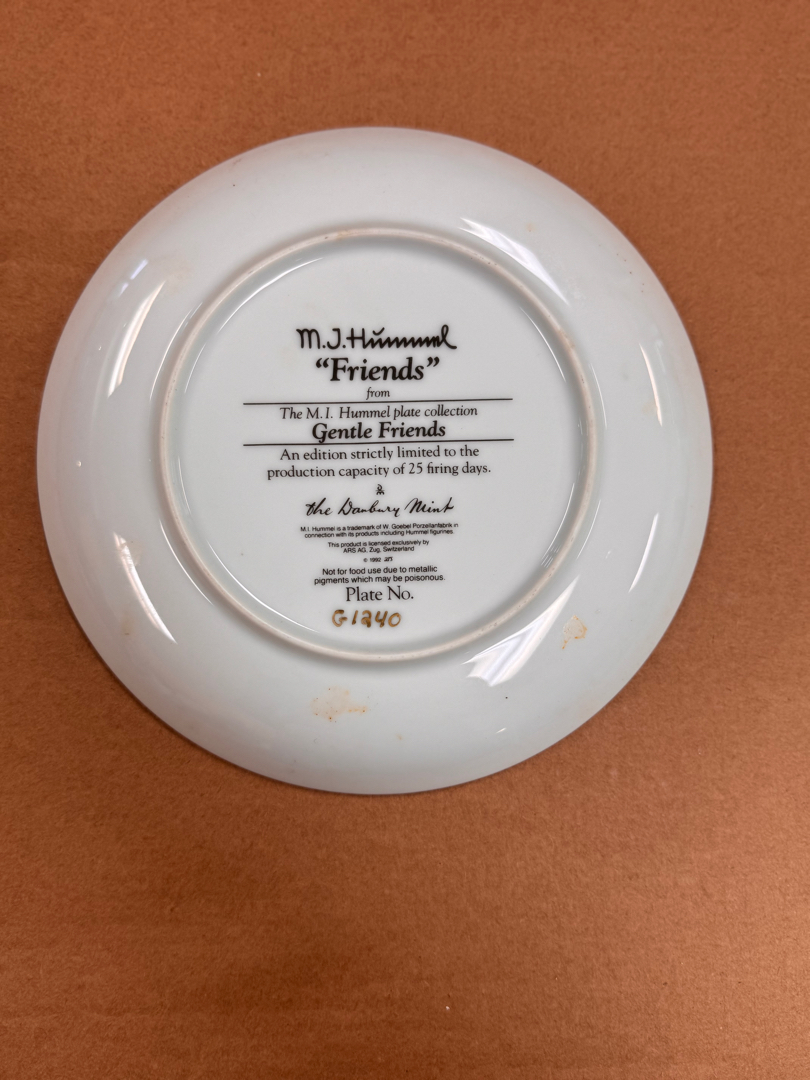 M.J.Hummel
“Friends”
from
The M.I. Hummel plate collection
Gentle Friends
An edition strictly limited to the
production capacity of 25 firing days.
The Danbury Mint
M.I. Hummel is a trademark of W. Goebel Porzellanfabrik in
connection with its products including Hummel figurines.
This product is licensed exclusively by
ARS AG, Zug, Switzerland
© 1992
Not for food use due to metallic
pigments which may be poisonous.
Plate No.
G1240